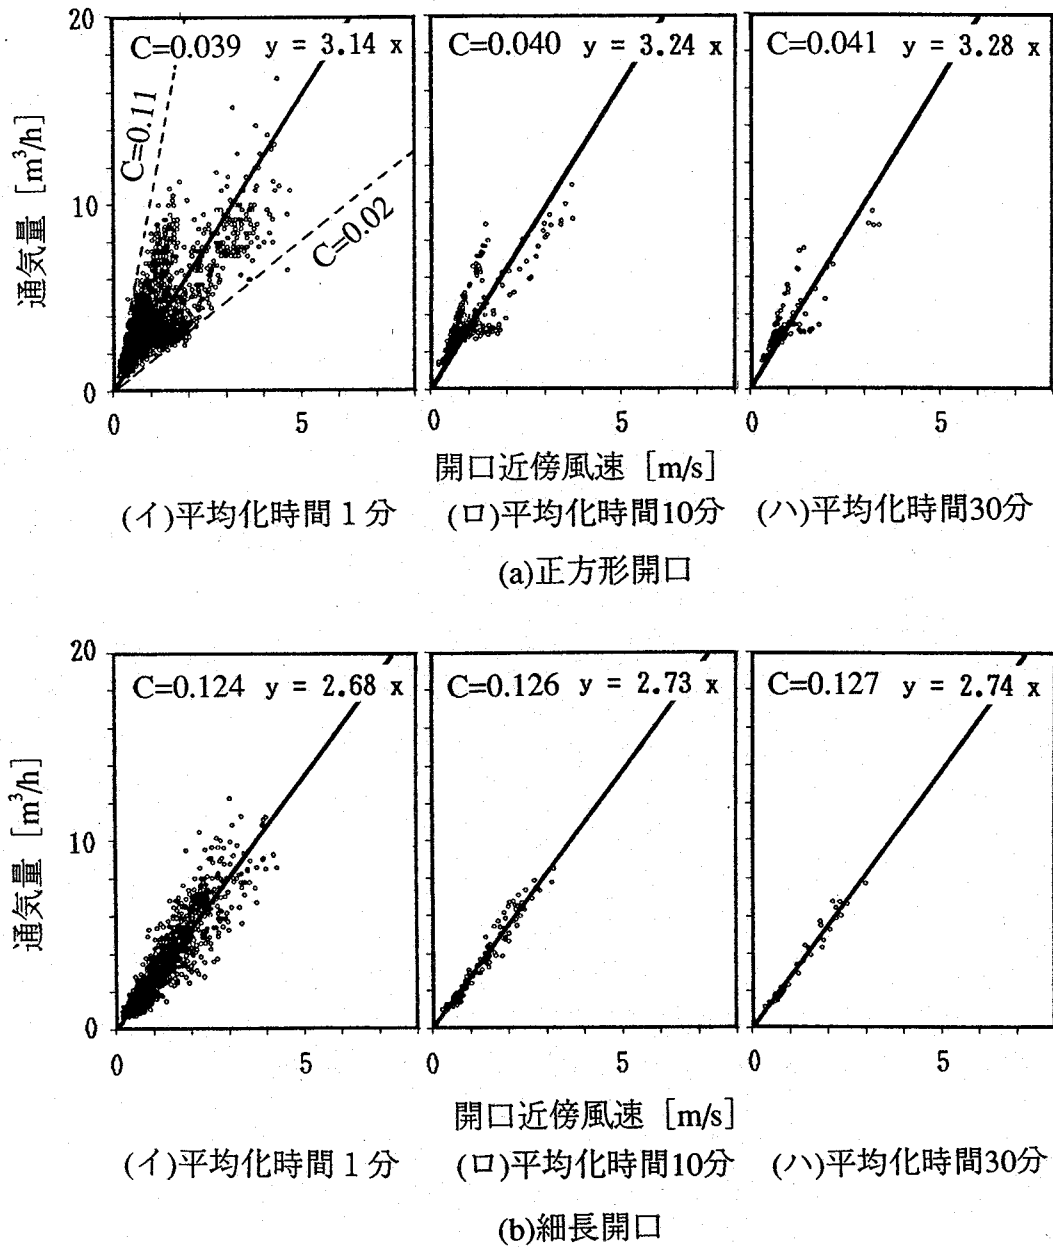 20
C=0.039 y = 3.14 x
C=0.040 y = 3.24 x
C=0.041 y = 3.28 x
C=0.11
C=0.02
通気量 [m³/h]
10
0
0 5
0 5
0 5
開口近傍風速 [m/s]
(イ)平均化時間1分 (ロ)平均化時間10分 (ハ)平均化時間30分
(a)正方形開口
20
C=0.124 y = 2.68 x
C=0.126 y = 2.73 x
C=0.127 y = 2.74 x
通気量 [m³/h]
10
0
0 5
0 5
0 5
開口近傍風速 [m/s]
(イ)平均化時間1分 (ロ)平均化時間10分 (ハ)平均化時間30分
(b)細長開口